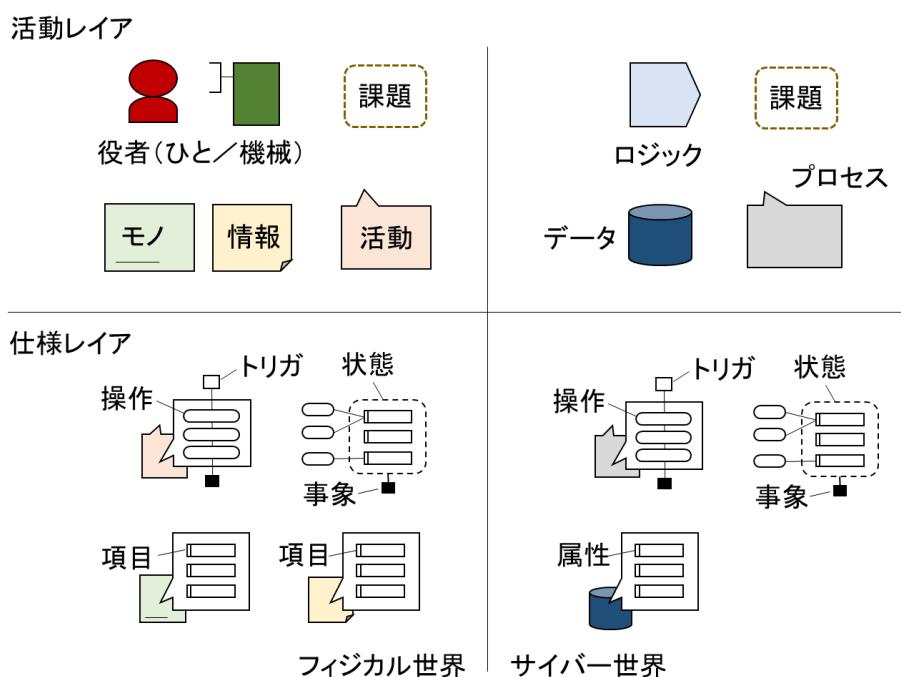 活動レイア
課題
役者（ひと／機械）
モノ
情報
活動
課題
ロジック
プロセス
データ
仕様レイア
トリガ
状態
操作
事象
項目
項目
フィジカル世界
トリガ
状態
操作
事象
属性
サイバー世界